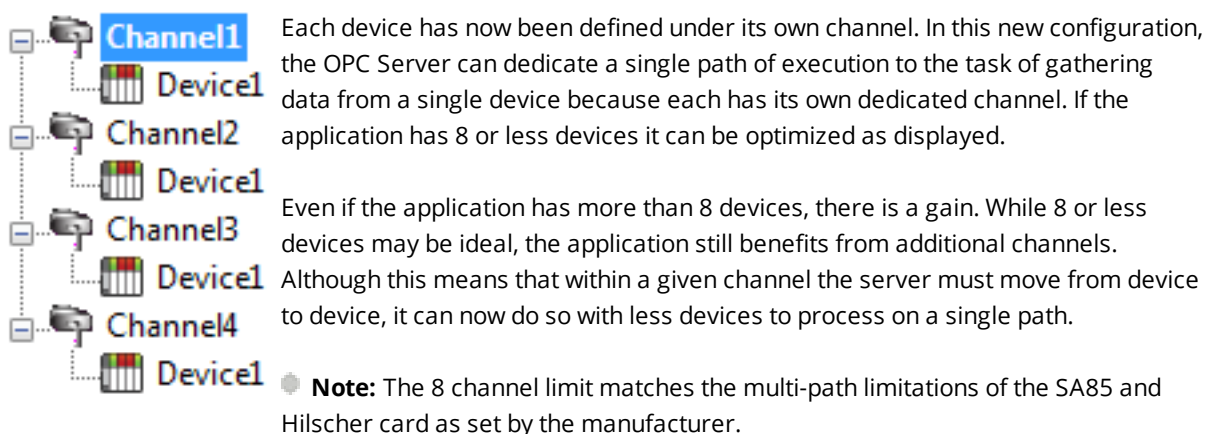 Channel1
Device1
Channel2
Device1
Channel3
Device1
Channel4
Device1
Each device has now been defined under its own channel. In this new configuration,
the OPC Server can dedicate a single path of execution to the task of gathering
data from a single device because each has its own dedicated channel. If the
application has 8 or less devices it can be optimized as displayed.
Even if the application has more than 8 devices, there is a gain. While 8 or less
devices may be ideal, the application still benefits from additional channels.
Although this means that within a given channel the server must move from device
to device, it can now do so with less devices to process on a single path.
Note: The 8 channel limit matches the multi-path limitations of the SA85 and
Hilscher card as set by the manufacturer.